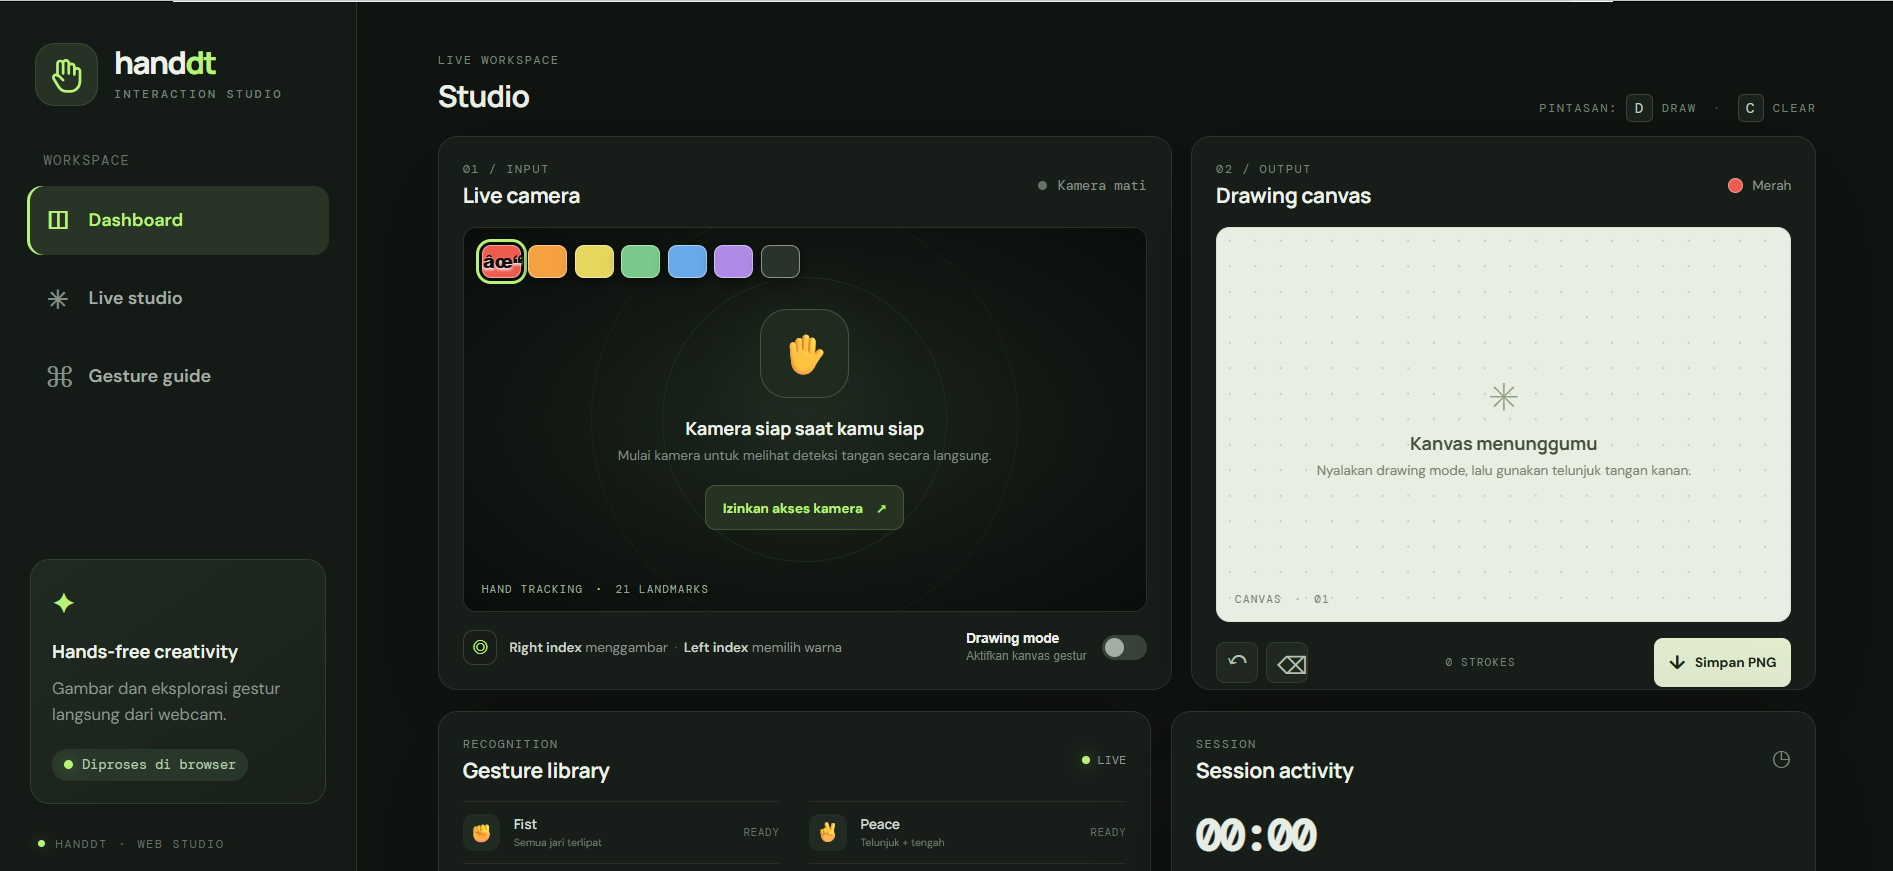 handdt
INTERACTION STUDIO
WORKSPACE
Dashboard
Live studio
Gesture guide
Hands-free creativity
Gambar dan eksplorasi gestur
langsung dari webcam.
Diproses di browser
HANDDT · WEB STUDIO
LIVE WORKSPACE
Studio
PINTASAN: D DRAW · C CLEAR
01 / INPUT
Live camera
Kamera mati
âœ“
Kamera siap saat kamu siap
Mulai kamera untuk melihat deteksi tangan secara langsung.
Izinkan akses kamera ↗
HAND TRACKING · 21 LANDMARKS
Right index menggambar · Left index memilih warna
Drawing mode
Aktifkan kanvas gestur
02 / OUTPUT
Drawing canvas
Merah
Kanvas menunggumu
Nyalakan drawing mode, lalu gunakan telunjuk tangan kanan.
CANVAS · 01
0 STROKES
Simpan PNG
RECOGNITION
Gesture library
LIVE
Fist
Semua jari terlipat
READY
Peace
Telunjuk + tengah
READY
SESSION
Session activity
00:00